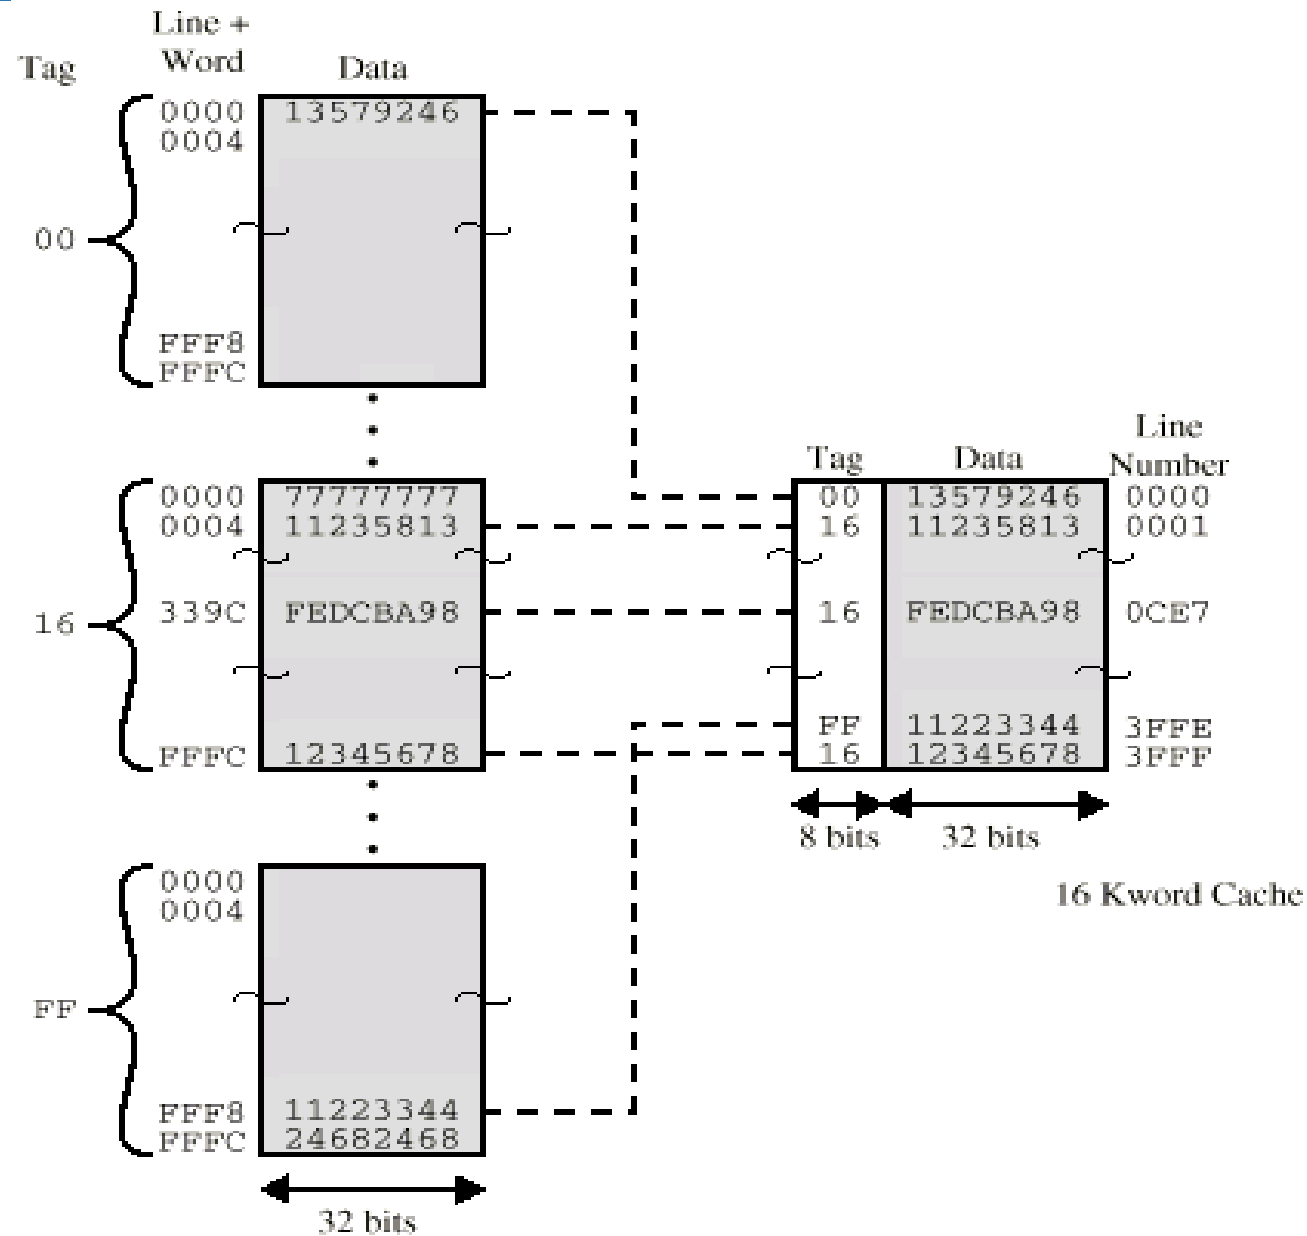 Tag
Line +
Word
Data
0000 13579246
0004
00
FFF8
FFFC
0000 77777777
0004 11235813
16
339C FEDCBA98
FFFC 12345678
0000
0004
FF
FFF8 11223344
FFFC 24682468
32 bits
Tag
Data
Line
Number
00 13579246 0000
16 11235813 0001
16 FEDCBA98 0CE7
FF 11223344 3FFE
16 12345678 3FFF
8 bits
32 bits
16 Kword Cache